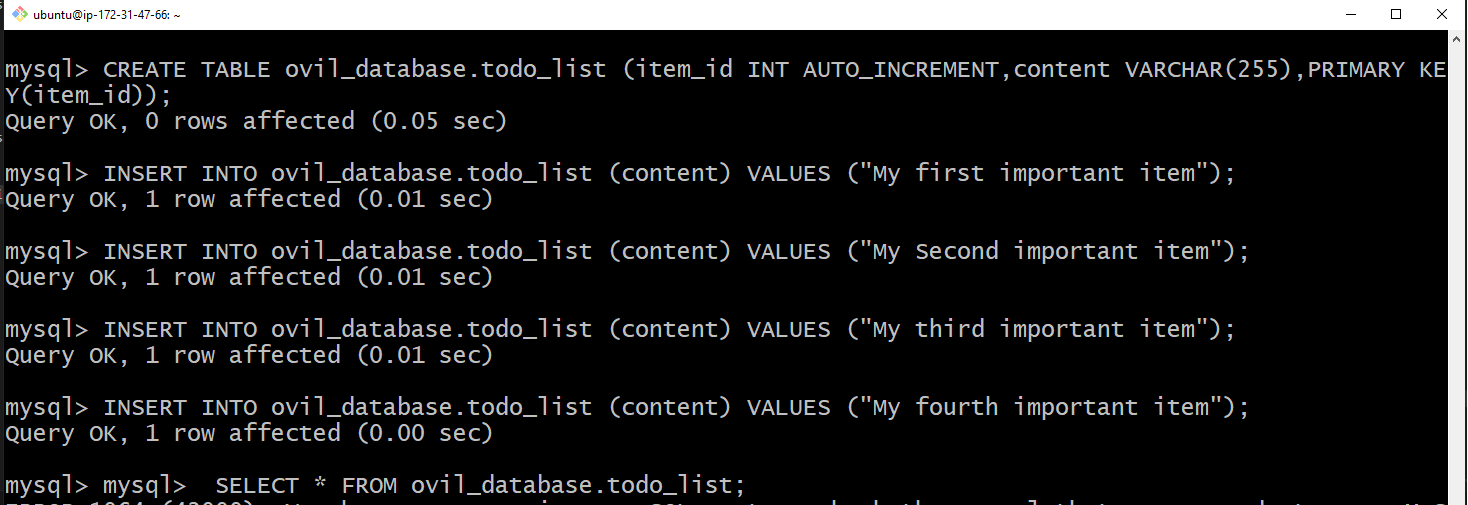 ubuntu@ip-172-31-47-66: ~
mysql> CREATE TABLE ovil_database.todo_list (item_id INT AUTO_INCREMENT,content VARCHAR(255),PRIMARY KE
Y(item_id));
Query OK, 0 rows affected (0.05 sec)
mysql> INSERT INTO ovil_database.todo_list (content) VALUES ("My first important item");
Query OK, 1 row affected (0.01 sec)
mysql> INSERT INTO ovil_database.todo_list (content) VALUES ("My Second important item");
Query OK, 1 row affected (0.01 sec)
mysql> INSERT INTO ovil_database.todo_list (content) VALUES ("My third important item");
Query OK, 1 row affected (0.01 sec)
mysql> INSERT INTO ovil_database.todo_list (content) VALUES ("My fourth important item");
Query OK, 1 row affected (0.00 sec)
mysql> mysql>  SELECT * FROM ovil_database.todo_list;